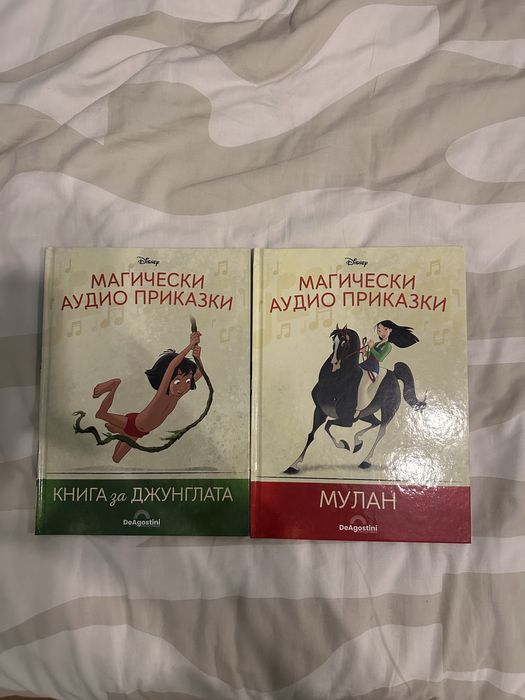 Disney
МАГИЧЕСКИ
АУДИО ПРИКАЗКИ
КНИГА за ДЖУНГЛАТА
DeAgostini
Disney
МАГИЧЕСКИ
АУДИО ПРИКАЗКИ
МУЛАН
DeAgostini